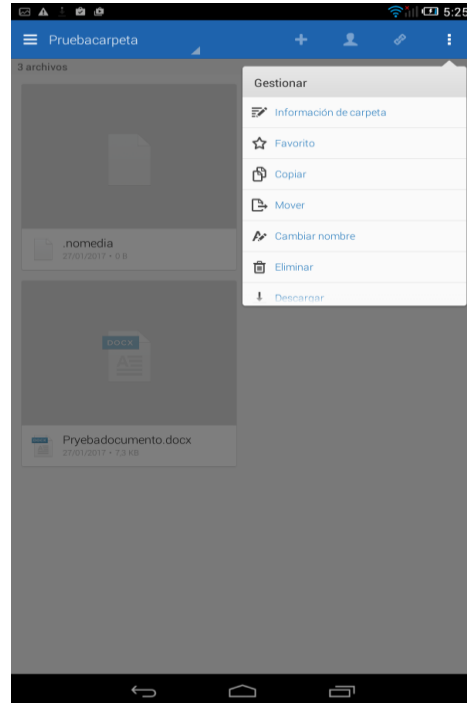 5:25
Pruebacarpeta
3 archivos
Gestionar
Información de carpeta
Favorito
Copiar
Mover
Cambiar nombre
Eliminar
Descargar
.nomedia
27/01/2017 • 0 B
DOCX
Pryebadocumento.docx
27/01/2017 • 7,3 KB